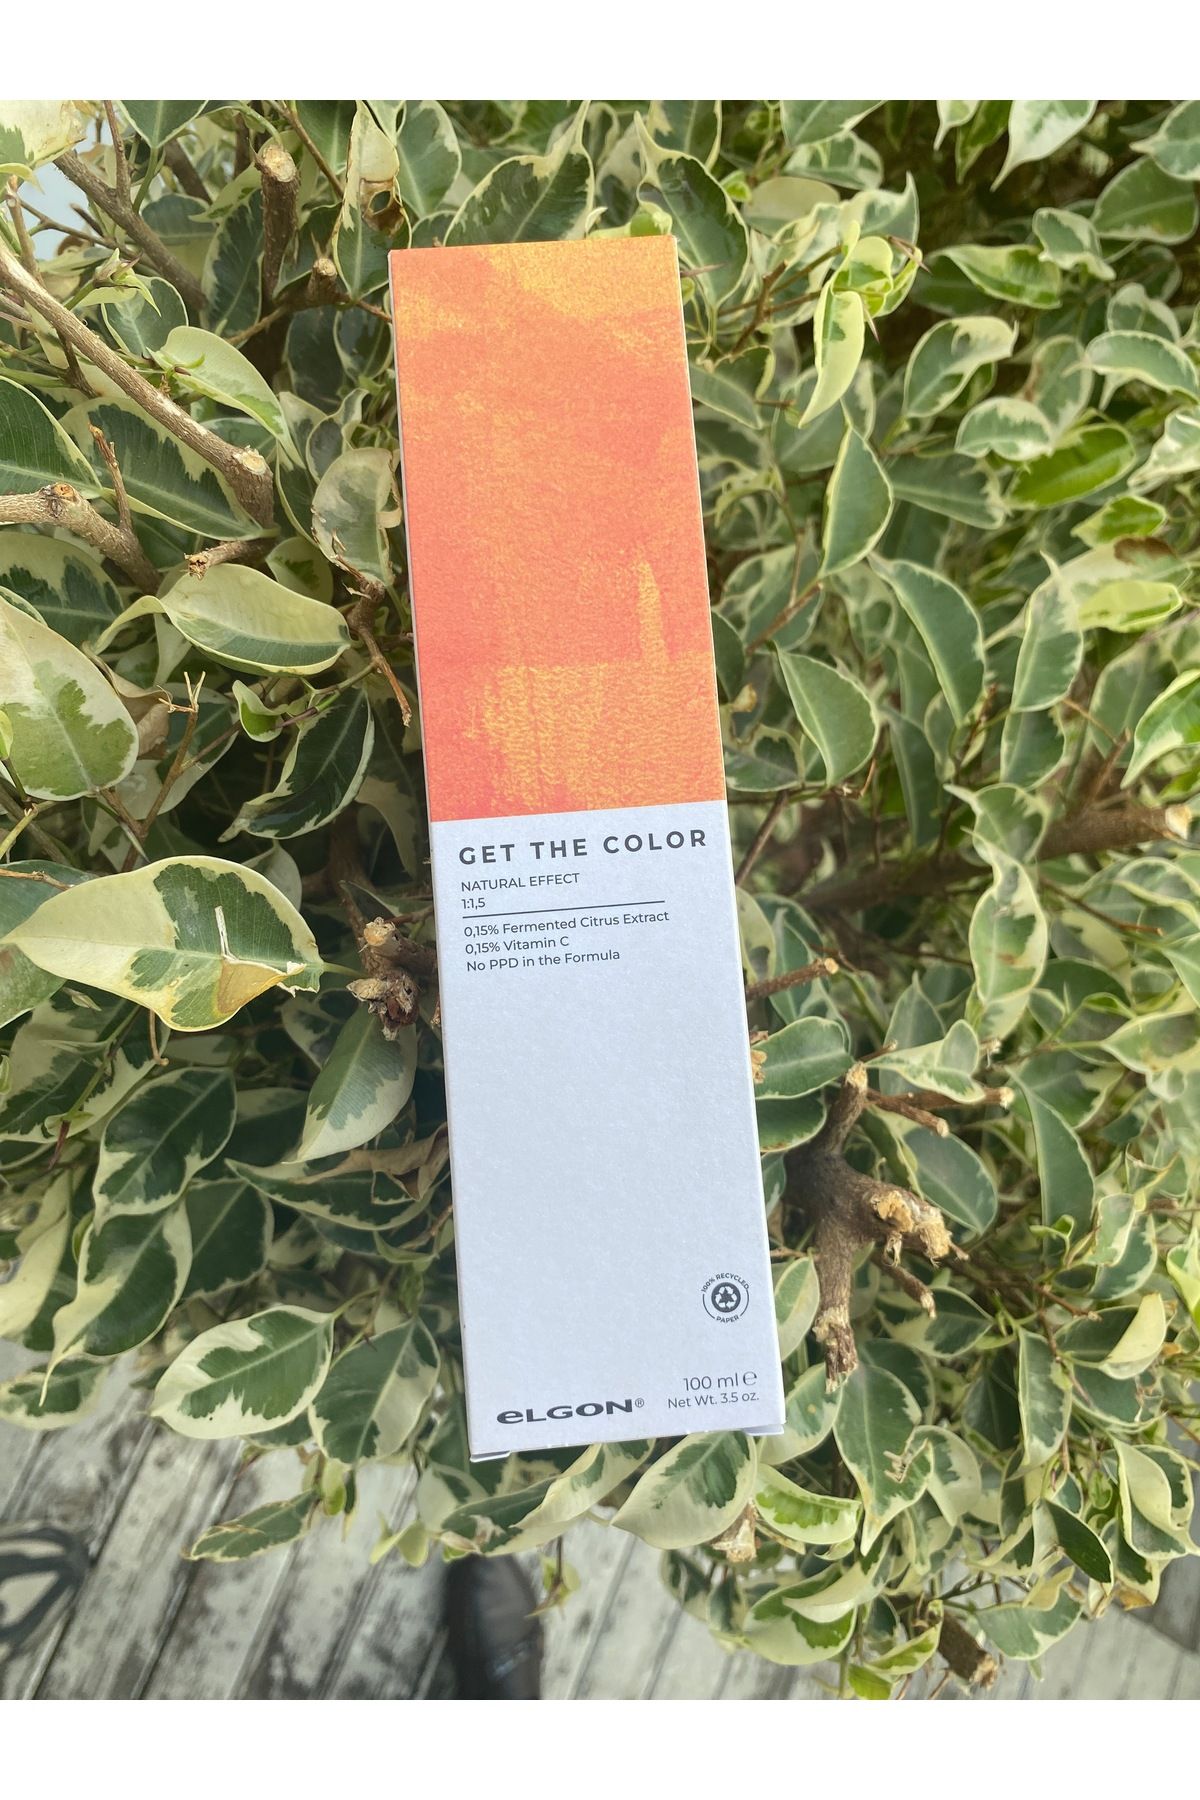 GET THE COLOR
NATURAL EFFECT
1:1,5
0,15% Fermented Citrus Extract
0,15% Vitamin C
No PPD in the Formula
100% RECYCLED
PAPER
100 ml e
Net Wt. 3.5 oz.
eLGON®